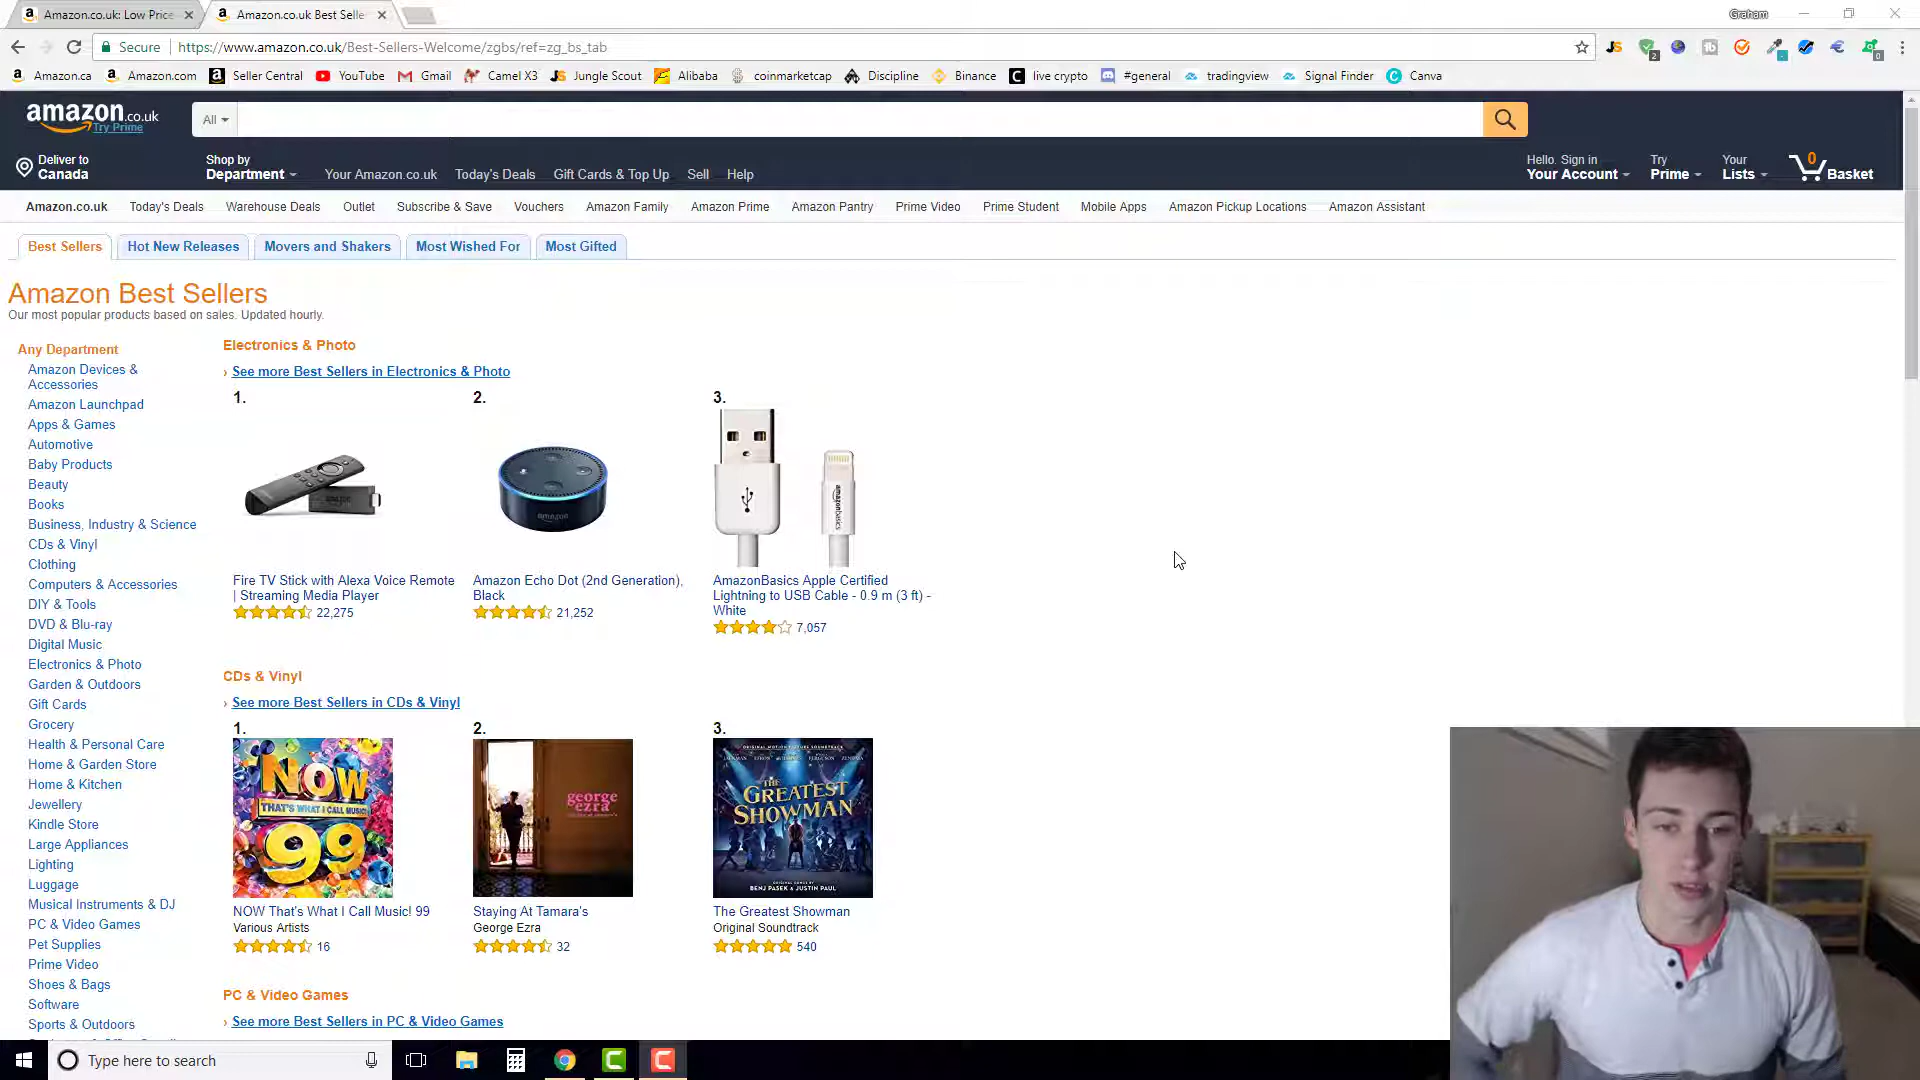 Amazon.co.uk: Low Price
Amazon.co.uk Best Selle
Graham
Secure
https://www.amazon.co.uk/Best-Sellers-Welcome/zgbs/ref=zg_bs_tab
Amazon.ca
Amazon.com
Seller Central
YouTube
Gmail
Camel X3
Jungle Scout
Alibaba
coinmarketcap
Discipline
Binance
live crypto
#general
tradingview
Signal Finder
Canva
amazon.co.uk
Try Prime
All
Deliver to
Canada
Shop by
Department
Your Amazon.co.uk
Today's Deals
Gift Cards & Top Up
Sell
Help
Hello. Sign in
Your Account
Try
Prime
Your
Lists
0
Basket
Amazon.co.uk
Today's Deals
Warehouse Deals
Outlet
Subscribe & Save
Vouchers
Amazon Family
Amazon Prime
Amazon Pantry
Prime Video
Prime Student
Mobile Apps
Amazon Pickup Locations
Amazon Assistant
Best Sellers
Hot New Releases
Movers and Shakers
Most Wished For
Most Gifted
Amazon Best Sellers
Our most popular products based on sales. Updated hourly.
Any Department
Amazon Devices &
Accessories
Amazon Launchpad
Apps & Games
Automotive
Baby Products
Beauty
Books
Business, Industry & Science
CDs & Vinyl
Clothing
Computers & Accessories
DIY & Tools
DVD & Blu-ray
Digital Music
Electronics & Photo
Garden & Outdoors
Gift Cards
Grocery
Health & Personal Care
Home & Garden Store
Home & Kitchen
Jewellery
Kindle Store
Large Appliances
Lighting
Luggage
Musical Instruments & DJ
PC & Video Games
Pet Supplies
Prime Video
Shoes & Bags
Software
Sports & Outdoors
Electronics & Photo
› See more Best Sellers in Electronics & Photo
1.
Fire TV Stick with Alexa Voice Remote
| Streaming Media Player
22,275
2.
amazon
Amazon Echo Dot (2nd Generation),
Black
21,252
3.
amazonbasics
AmazonBasics Apple Certified
Lightning to USB Cable - 0.9 m (3 ft) -
White
7,057
CDs & Vinyl
› See more Best Sellers in CDs & Vinyl
1.
NOW
THAT'S WHAT I CALL MUSIC!
99
NOW That's What I Call Music! 99
Various Artists
16
2.
george
ezra
Staying At Tamara's
George Ezra
32
3.
ORIGINAL MOTION PICTURE SOUNDTRACK
THE
GREATEST
SHOWMAN
BENJ PASEK & JUSTIN PAUL
The Greatest Showman
Original Soundtrack
540
PC & Video Games
› See more Best Sellers in PC & Video Games
Type here to search